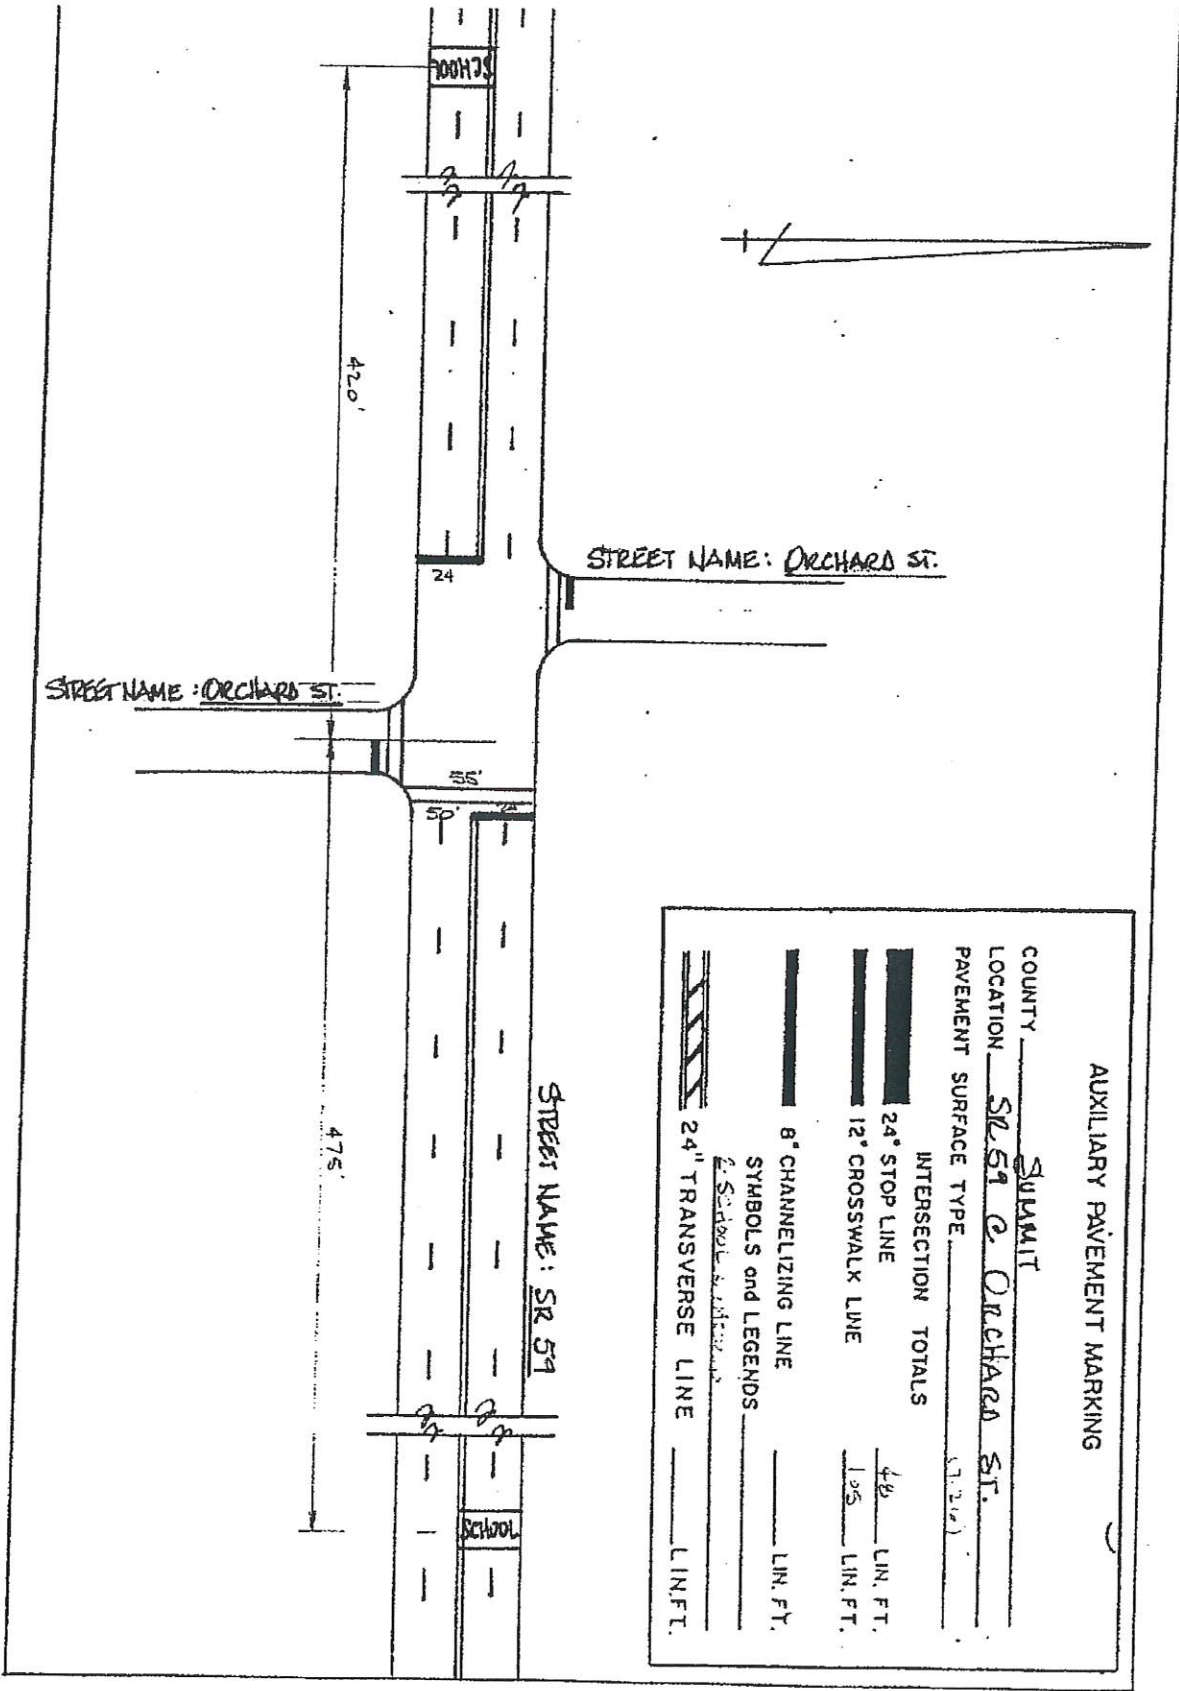 SCHOOL
420'
24
STREET NAME: ORCHARD ST.
STREET NAME: ORCHARD ST.
55'
50'
24
STREET NAME: SR 59
475'
SCHOOL
AUXILIARY PAVEMENT MARKING
COUNTY SUMMIT
LOCATION SR 59 @ ORCHARD ST.
PAVEMENT SURFACE TYPE
INTERSECTION TOTALS
24" STOP LINE 48 LIN. FT.
12" CROSSWALK LINE 105 LIN. FT.
8" CHANNELIZING LINE LIN. FT.
SYMBOLS and LEGENDS
2 SCHOOL
24" TRANSVERSE LINE LIN. FT.